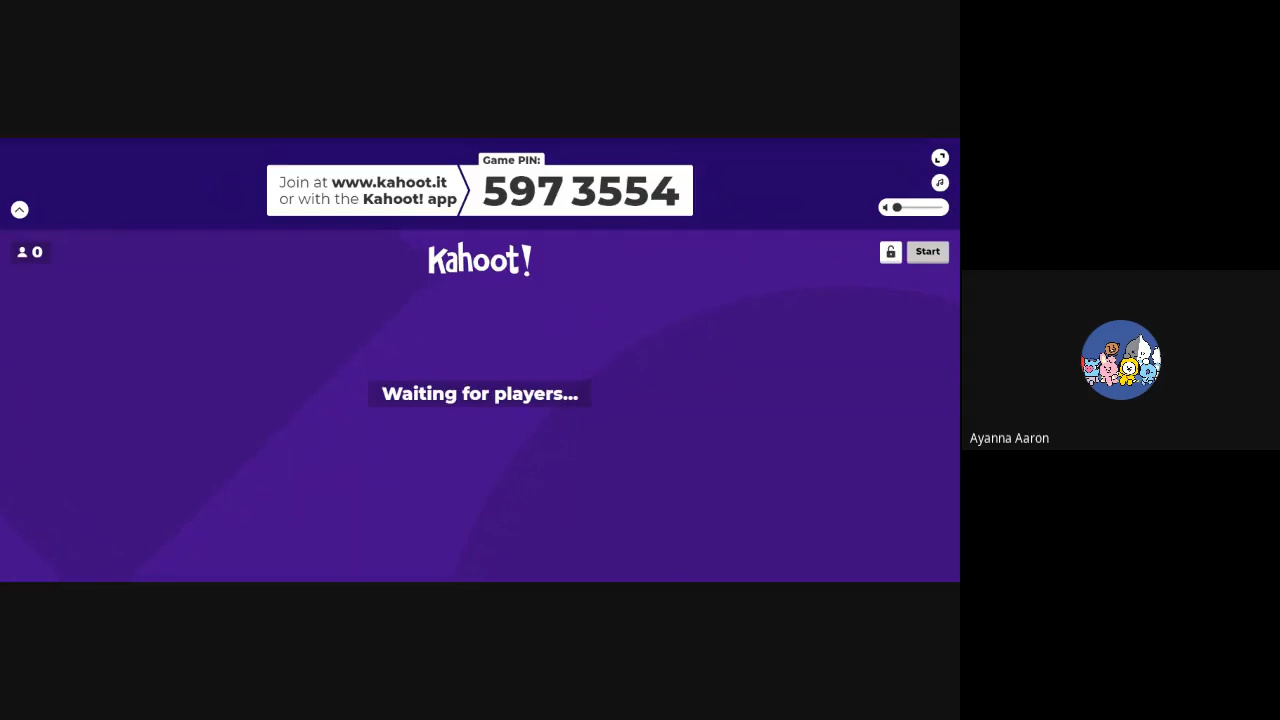 Game PIN:
Join at www.kahoot.it
or with the Kahoot! app
597 3554
0
Kahoot!
Start
Waiting for players...
Ayanna Aaron